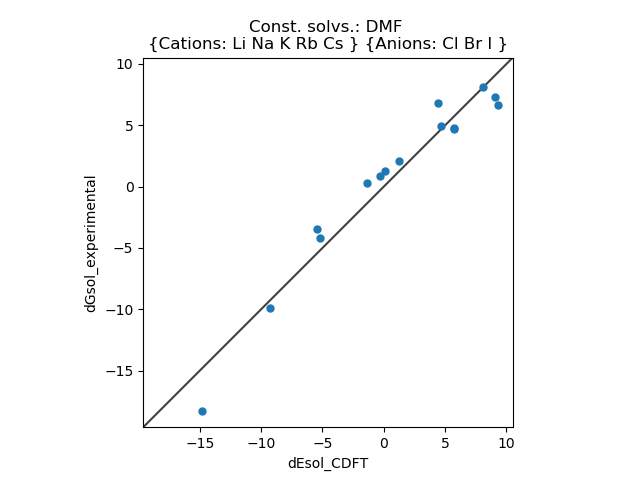 Const. solvs.: DMF
{Cations: Li Na K Rb Cs } {Anions: Cl Br I }
10
5
0
−5
−10
−15
dGsol_experimental
−15 −10 −5 0 5 10
dEsol_CDFT